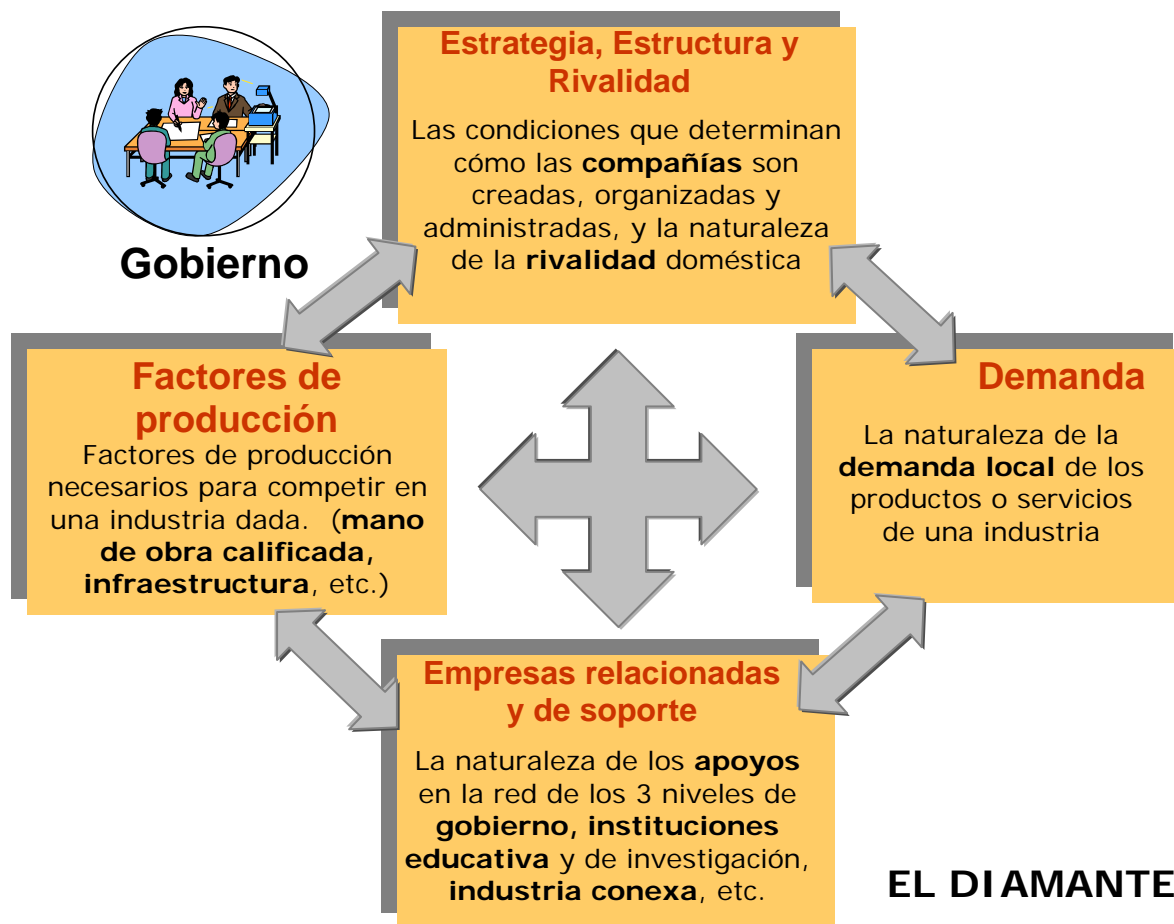 Estrategia, Estructura y
Rivalidad
Las condiciones que determinan
cómo las compañías son
creadas, organizadas y
administradas, y la naturaleza
de la rivalidad doméstica
Gobierno
Factores de
producción
Factores de producción
necesarios para competir en
una industria dada. (mano
de obra calificada,
infraestructura, etc.)
Demanda
La naturaleza de la
demanda local de los
productos o servicios
de una industria
Empresas relacionadas
y de soporte
La naturaleza de los apoyos
en la red de los 3 niveles de
gobierno, instituciones
educativa y de investigación,
industria conexa, etc.
EL DIAMANTE